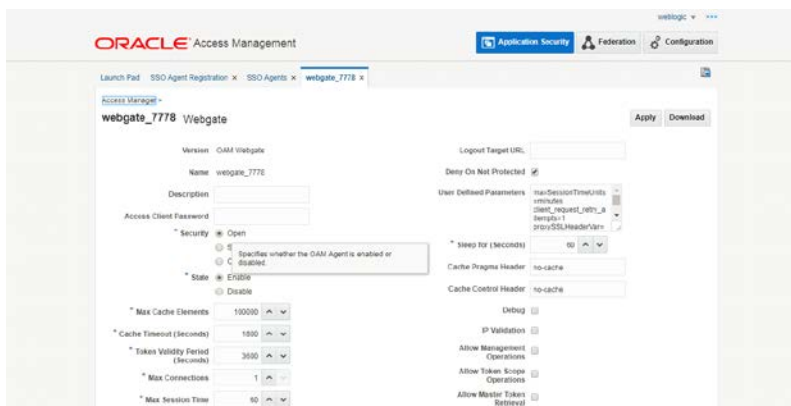 weblogic
ORACLE Access Management
Application Security
Federation
Configuration
Launch Pad
SSO Agent Registration ×
SSO Agents ×
webgate_7778 ×
Access Manager >
webgate_7778 Webgate
Apply
Download
Version OAM Webgate
Name webgate_7778
Description
Access Client Password
* Security Open
Specifies whether the OAM Agent is enabled or
disabled.
* State Enable
Disable
* Max Cache Elements 100000
* Cache Timeout (Seconds) 1800
* Token Validity Period
(Seconds) 3600
* Max Connections 1
* Max Session Time 60
Logout Target URL
Deny On Not Protected
User Defined Parameters maxSessionTimeUnits
=minutes
client_request_retry_a
ttempts=1
proxySSLHeaderVar=
* Sleep for (Seconds) 60
Cache Pragma Header no-cache
Cache Control Header no-cache
Debug
IP Validation
Allow Management
Operations
Allow Token Scope
Operations
Allow Master Token
Retrieval